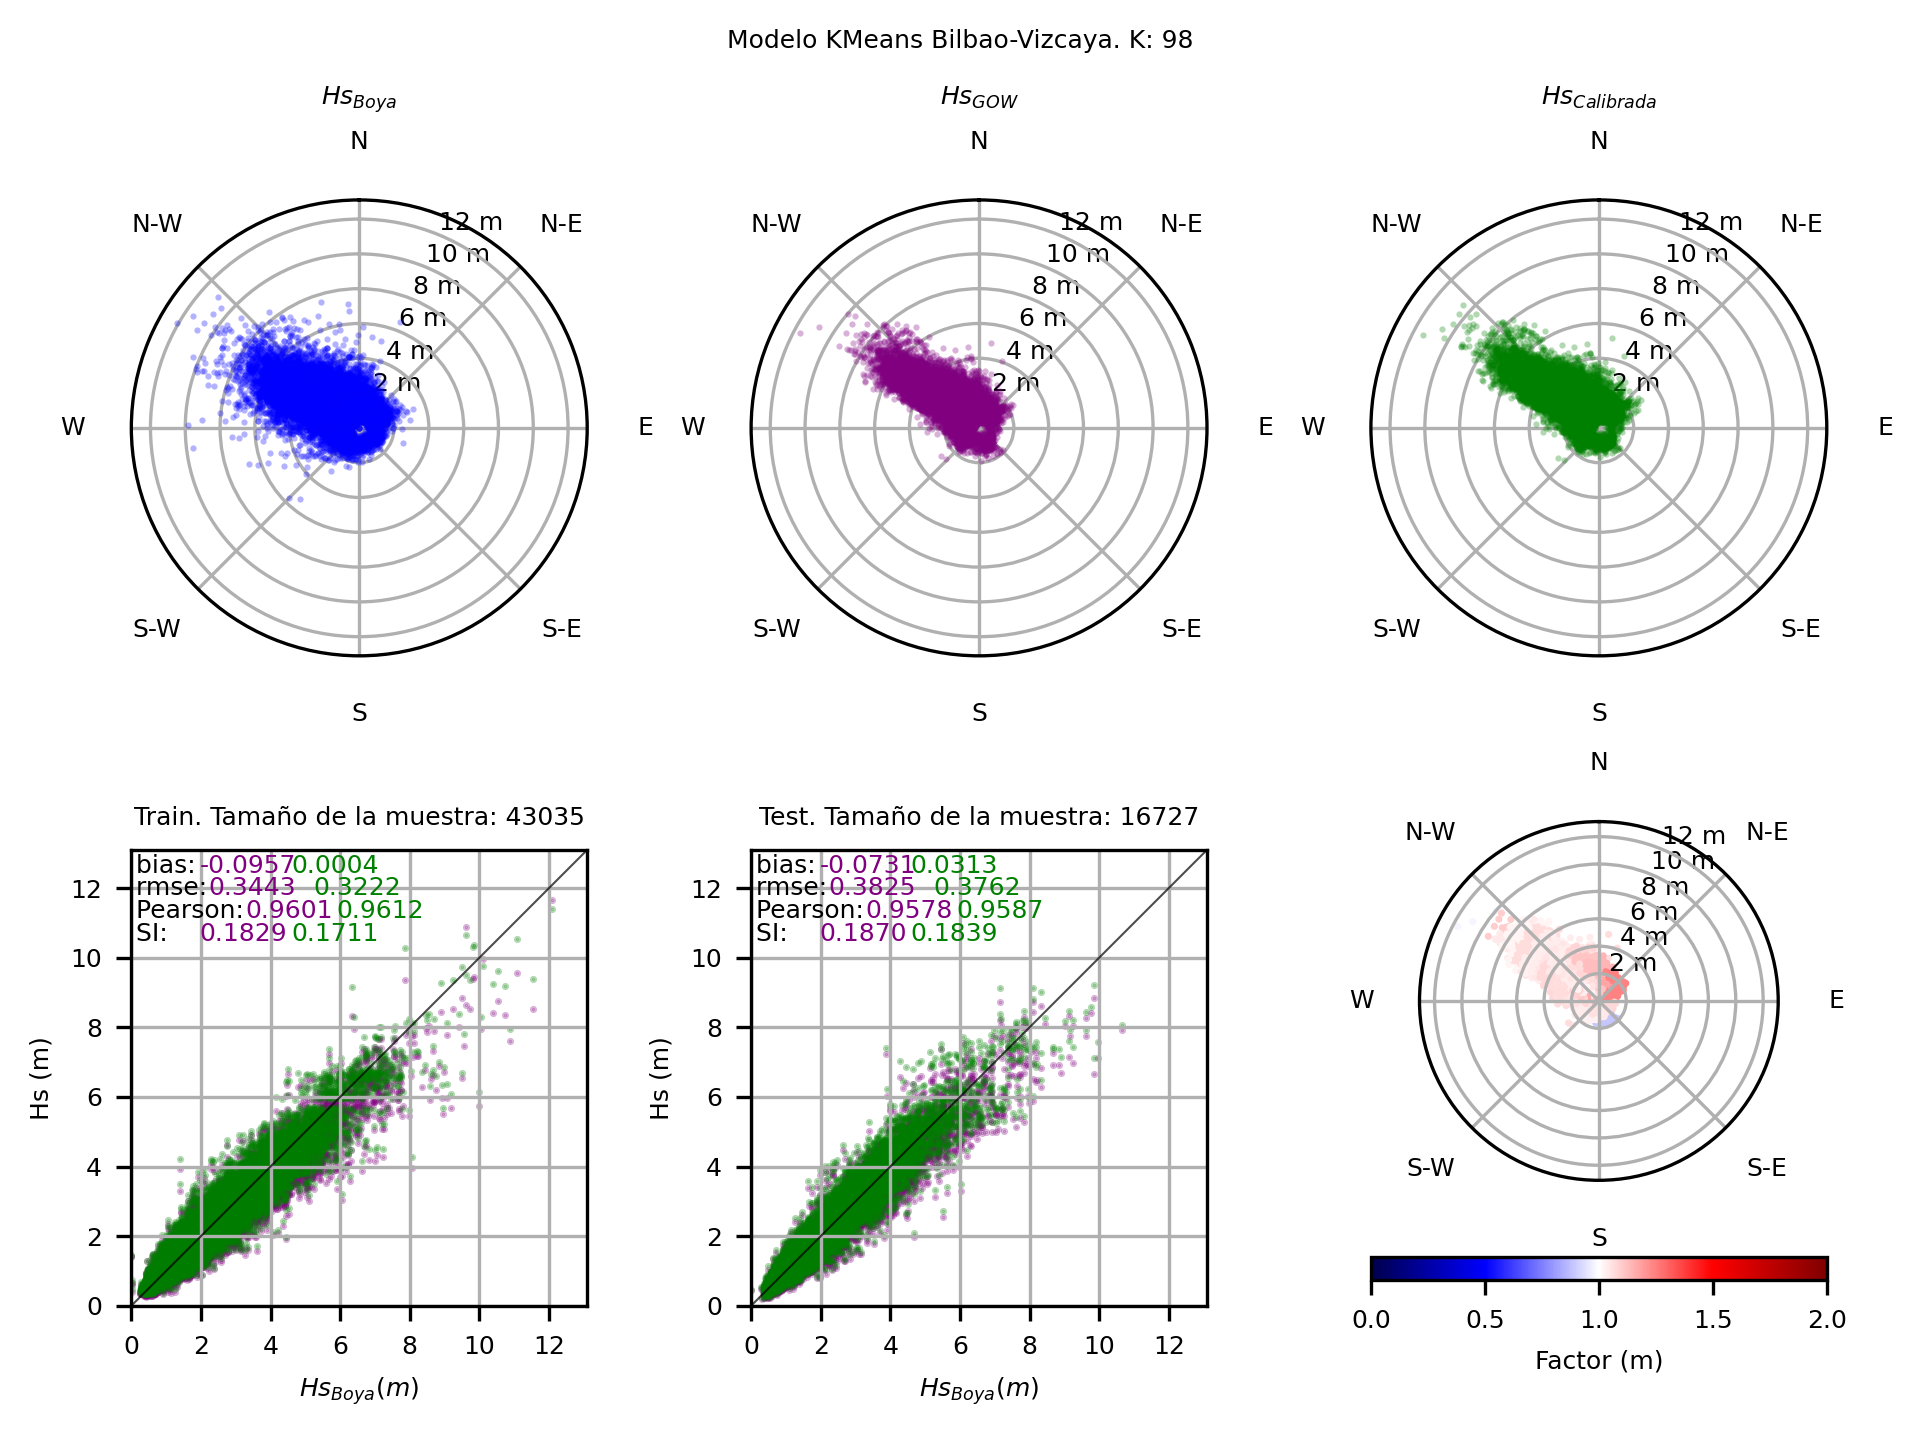 Modelo KMeans Bilbao-Vizcaya. K: 98
Hs_Boya
N
N-W
N-E
12 m
10 m
8 m
6 m
4 m
2 m
W
E
S-W
S-E
S
Hs_GOW
N
N-W
N-E
12 m
10 m
8 m
6 m
4 m
2 m
W
E
S-W
S-E
S
Hs_Calibrada
N
N-W
N-E
12 m
10 m
8 m
6 m
4 m
2 m
W
E
S-W
S-E
S
Train. Tamaño de la muestra: 43035
bias: -0.0957 0.0004
rmse: 0.3443 0.3222
Pearson: 0.9601 0.9612
SI: 0.1829 0.1711
12
10
8
6
4
2
0
Hs (m)
0 2 4 6 8 10 12
Hs_Boya(m)
Test. Tamaño de la muestra: 16727
bias: -0.0731 0.0313
rmse: 0.3825 0.3762
Pearson: 0.9578 0.9587
SI: 0.1870 0.1839
12
10
8
6
4
2
0
Hs (m)
0 2 4 6 8 10 12
Hs_Boya(m)
N
N-W
N-E
12 m
10 m
8 m
6 m
4 m
2 m
W
E
S-W
S-E
S
0.0 0.5 1.0 1.5 2.0
Factor (m)